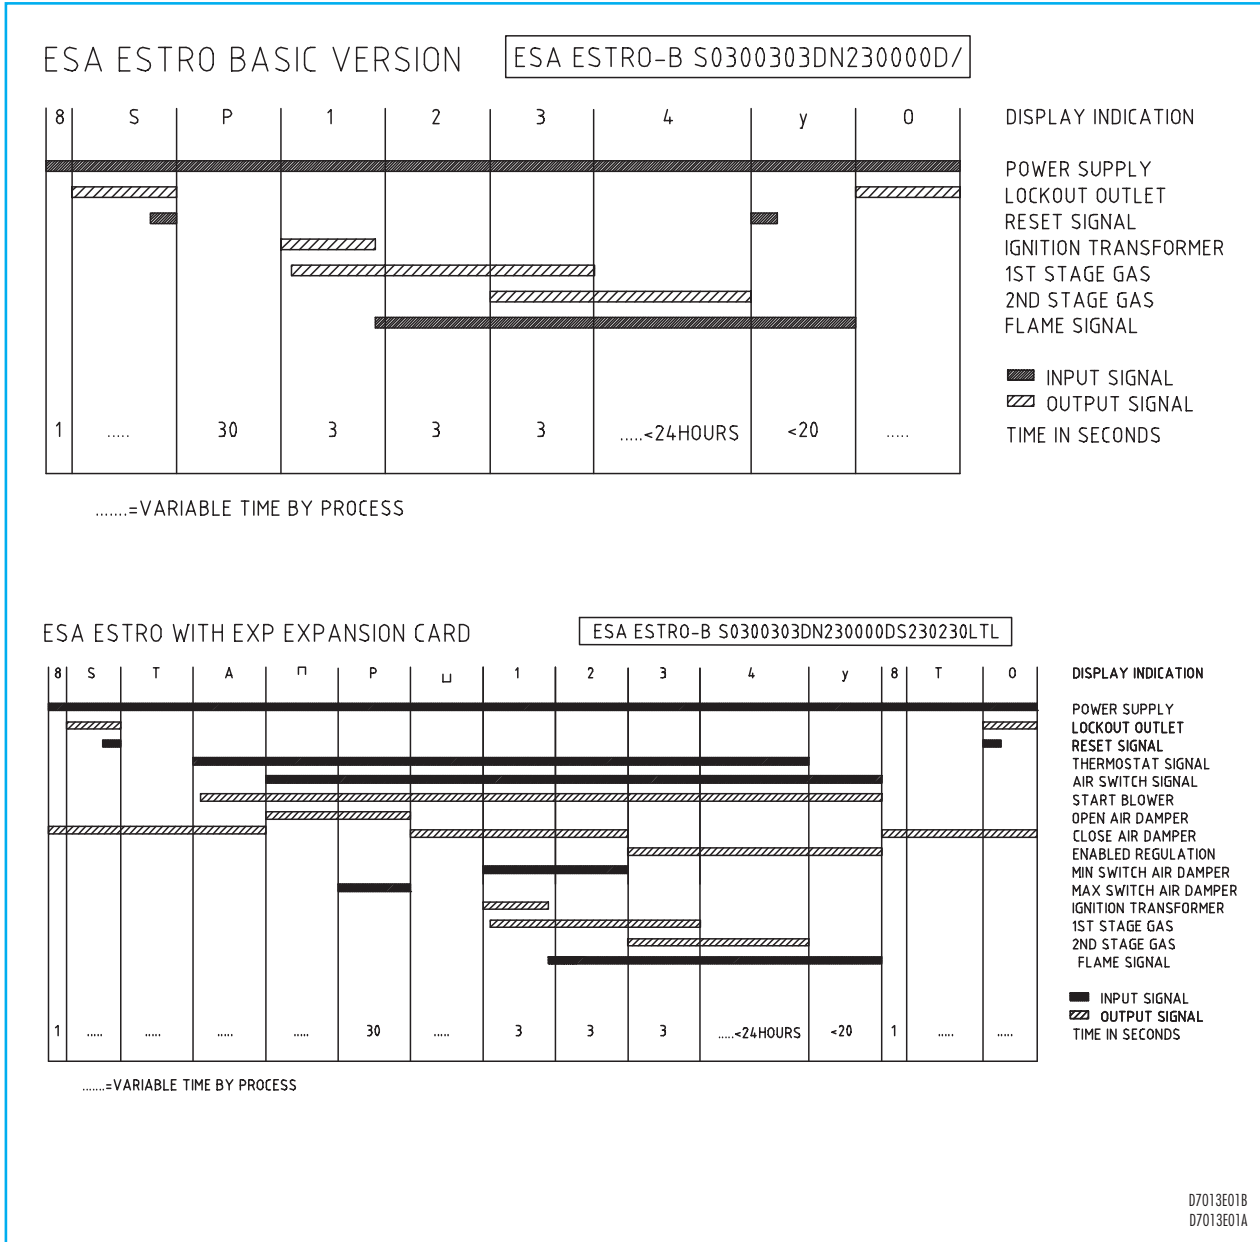 ESA ESTRO BASIC VERSION
ESA ESTRO-B S0300303DN230000D/
8 S P 1 2 3 4 y 0 DISPLAY INDICATION
POWER SUPPLY
LOCKOUT OUTLET
RESET SIGNAL
IGNITION TRANSFORMER
1ST STAGE GAS
2ND STAGE GAS
FLAME SIGNAL
INPUT SIGNAL
OUTPUT SIGNAL
1 ..... 30 3 3 3 .....<24HOURS <20 ..... TIME IN SECONDS
.......=VARIABLE TIME BY PROCESS
ESA ESTRO WITH EXP EXPANSION CARD
ESA ESTRO-B S0300303DN230000DS230230LTL
8 S T A ⊓ P ⊔ 1 2 3 4 y 8 T 0 DISPLAY INDICATION
POWER SUPPLY
LOCKOUT OUTLET
RESET SIGNAL
THERMOSTAT SIGNAL
AIR SWITCH SIGNAL
START BLOWER
OPEN AIR DAMPER
CLOSE AIR DAMPER
ENABLED REGULATION
MIN SWITCH AIR DAMPER
MAX SWITCH AIR DAMPER
IGNITION TRANSFORMER
1ST STAGE GAS
2ND STAGE GAS
FLAME SIGNAL
INPUT SIGNAL
OUTPUT SIGNAL
1 ..... ..... ..... ..... 30 ..... 3 3 3 .....<24HOURS <20 1 ..... ..... TIME IN SECONDS
.......=VARIABLE TIME BY PROCESS
D7013E01B
D7013E01A